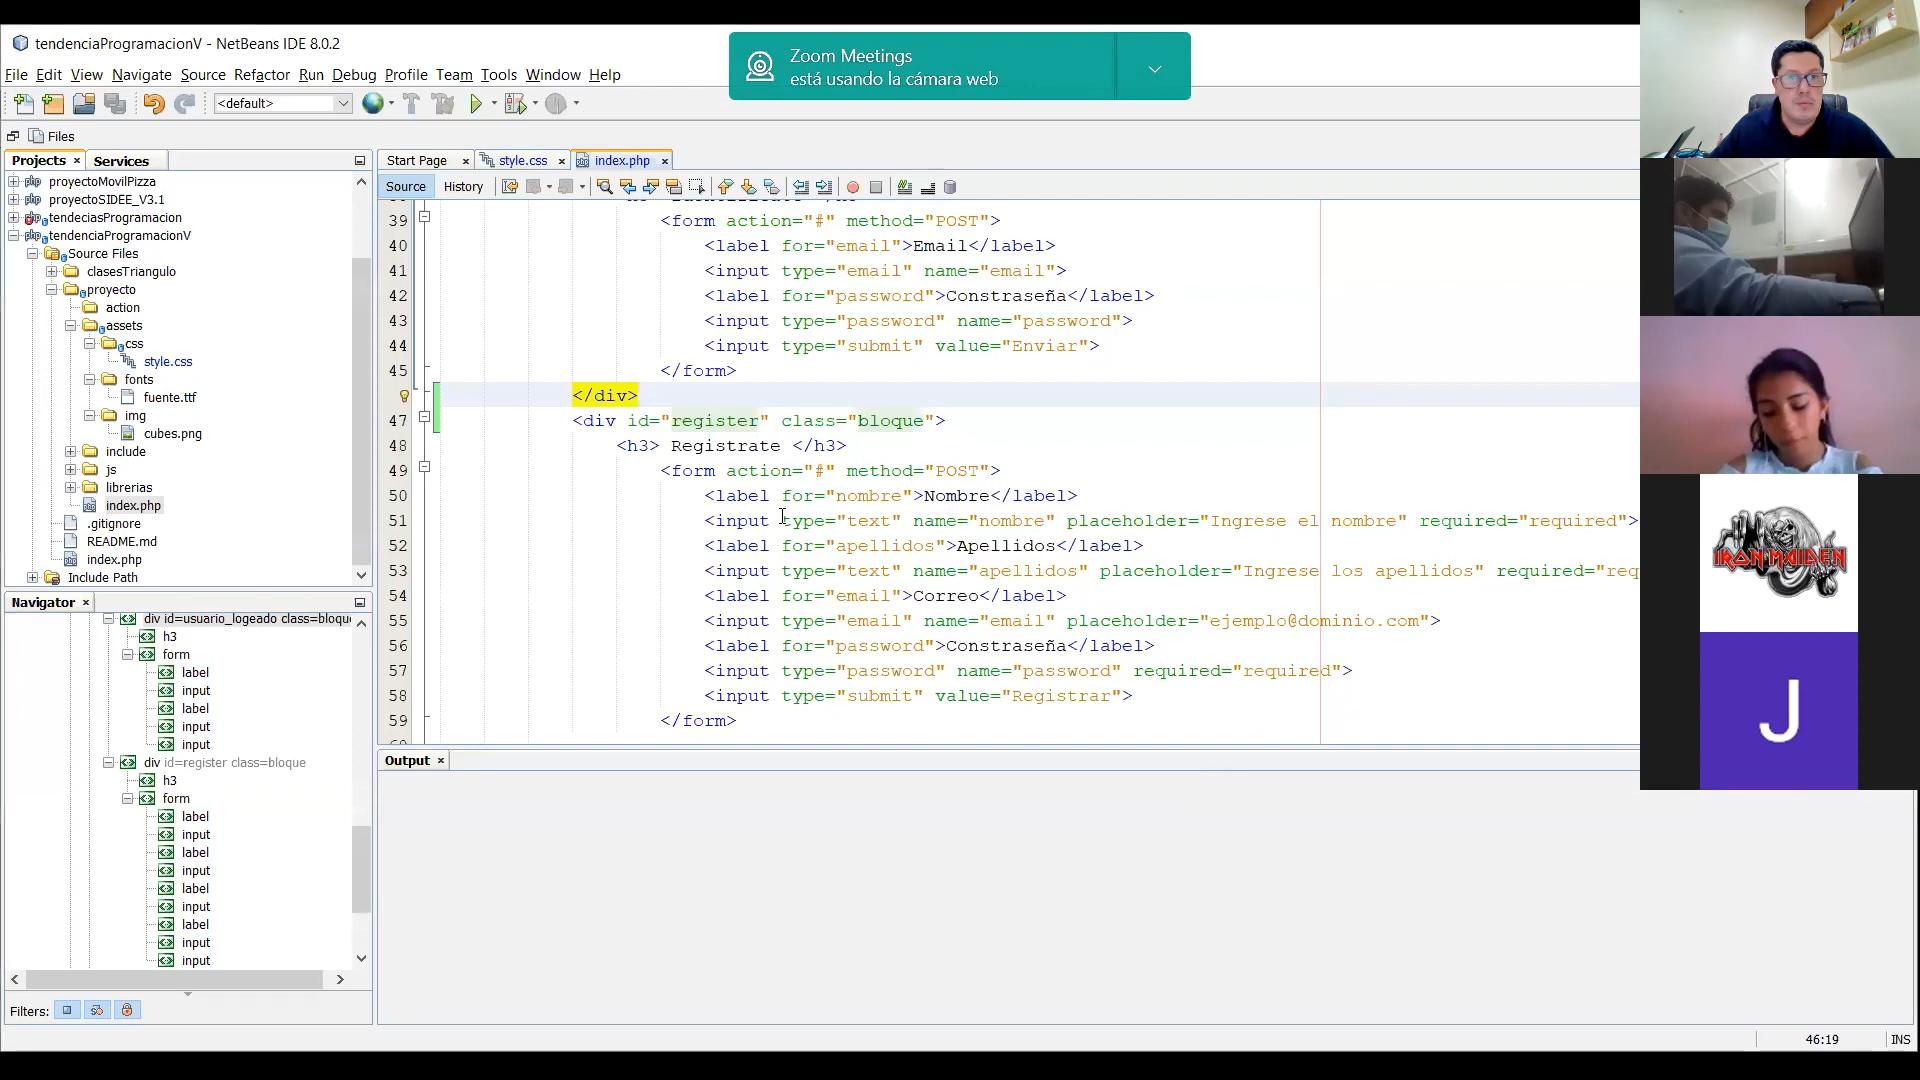 tendenciaProgramacionV - NetBeans IDE 8.0.2
Zoom Meetings
está usando la cámara web
File Edit View Navigate Source Refactor Run Debug Profile Team Tools Window Help
<default>
Files
Projects
Services
proyectoMovilPizza
proyectoSIDEE_V3.1
tendeciasProgramacion
tendenciaProgramacionV
Source Files
clasesTriangulo
proyecto
action
assets
css
style.css
fonts
fuente.ttf
img
cubes.png
include
js
librerias
index.php
.gitignore
README.md
index.php
Include Path
Start Page
style.css
index.php
Source
History
39 <form action="#" method="POST">
40 <label for="email">Email</label>
41 <input type="email" name="email">
42 <label for="password">Constraseña</label>
43 <input type="password" name="password">
44 <input type="submit" value="Enviar">
45 </form>
</div>
47 <div id="register" class="bloque">
48 <h3> Registrate </h3>
49 <form action="#" method="POST">
50 <label for="nombre">Nombre</label>
51 <input type="text" name="nombre" placeholder="Ingrese el nombre" required="required">
52 <label for="apellidos">Apellidos</label>
53 <input type="text" name="apellidos" placeholder="Ingrese los apellidos" required="req
54 <label for="email">Correo</label>
55 <input type="email" name="email" placeholder="ejemplo@dominio.com">
56 <label for="password">Constraseña</label>
57 <input type="password" name="password" required="required">
58 <input type="submit" value="Registrar">
59 </form>
Navigator
div id=usuario_logeado class=bloque
h3
form
label
input
label
input
input
div id=register class=bloque
h3
form
label
input
label
input
label
input
label
input
input
Filters:
Output
46:19
INS
IRON MAIDEN
J